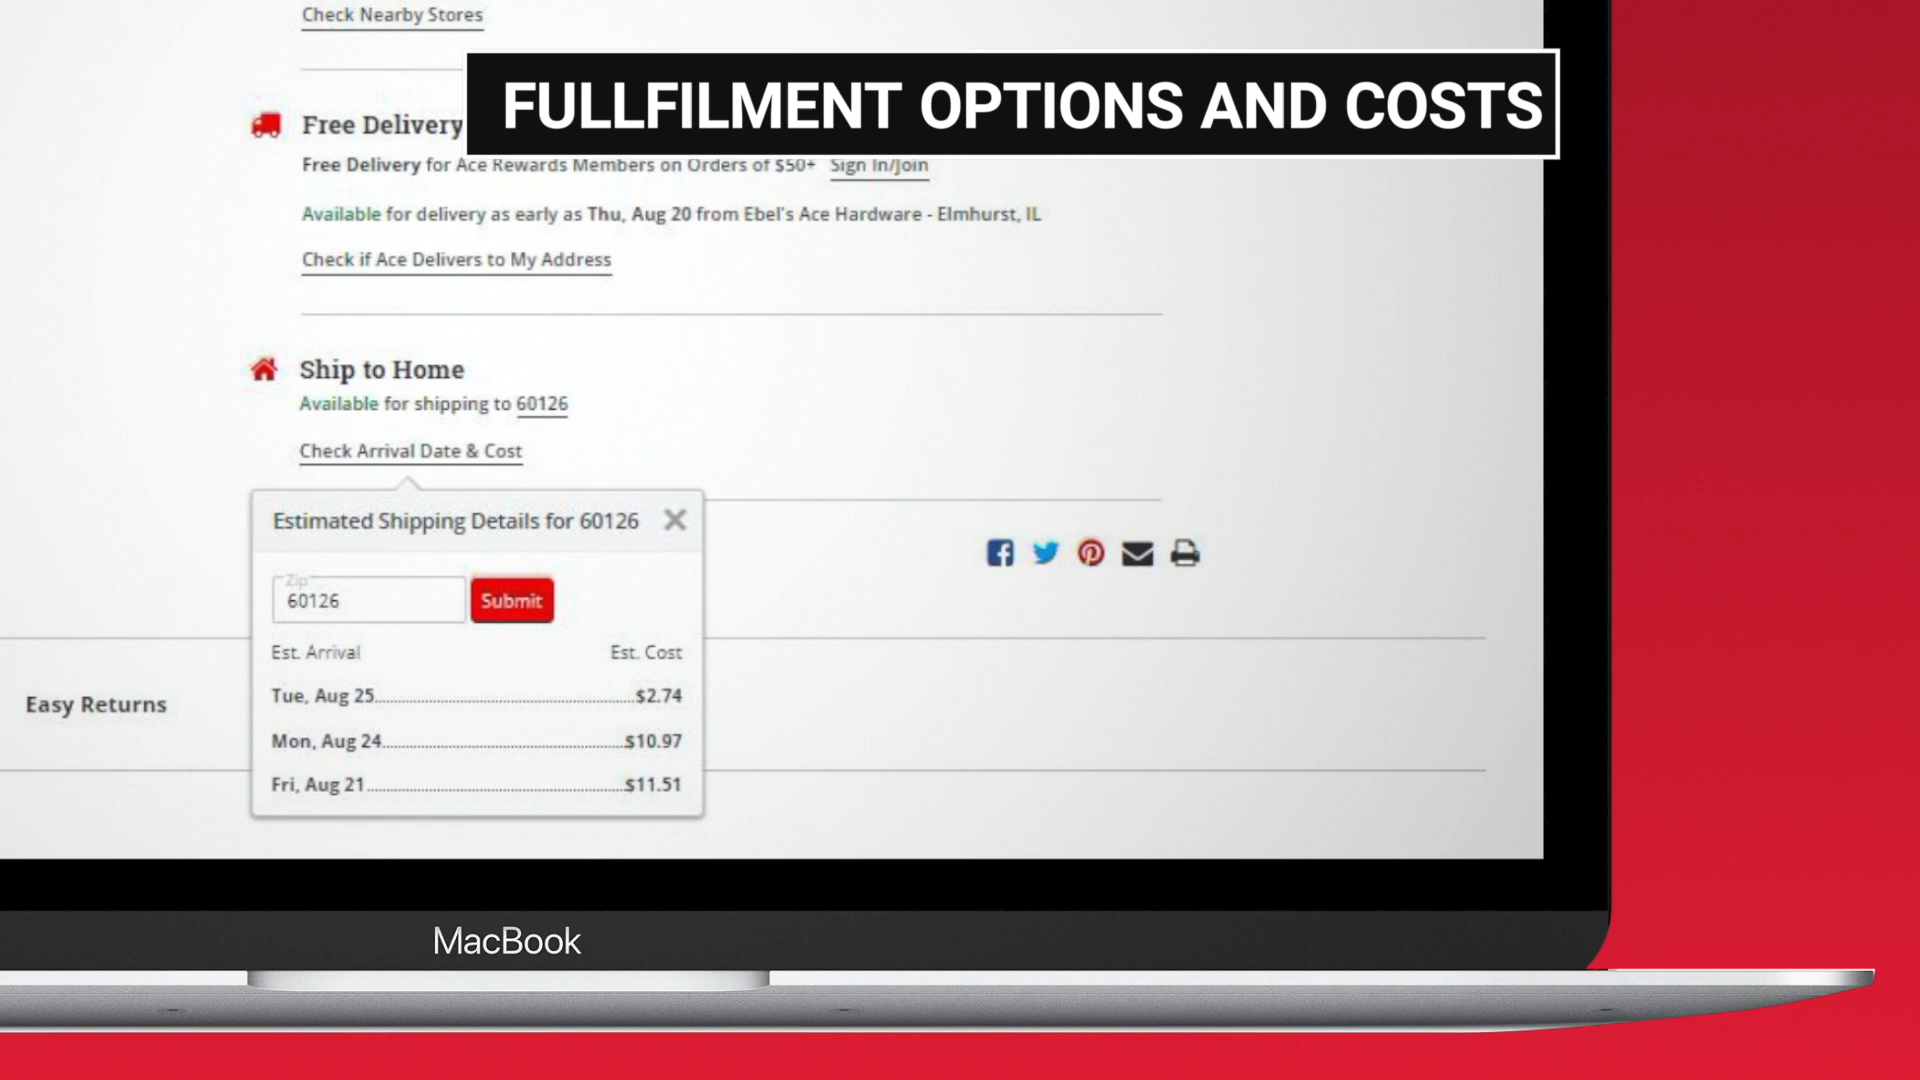 Check Nearby Stores
FULLFILMENT OPTIONS AND COSTS
Free Delivery
Free Delivery for Ace Rewards Members on Orders of $50+ Sign In/Join
Available for delivery as early as Thu, Aug 20 from Ebel's Ace Hardware - Elmhurst, IL
Check if Ace Delivers to My Address
Ship to Home
Available for shipping to 60126
Check Arrival Date & Cost
Estimated Shipping Details for 60126
Zip
60126
Submit
Est. Arrival Est. Cost
Tue, Aug 25 $2.74
Mon, Aug 24 $10.97
Fri, Aug 21 $11.51
Easy Returns
MacBook